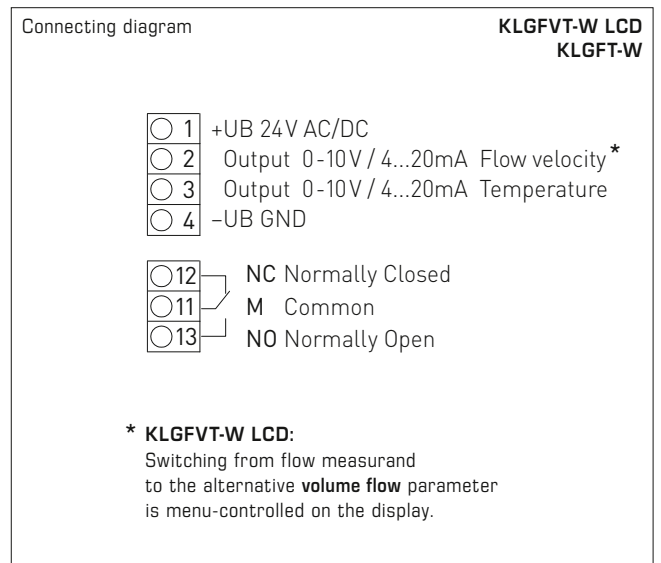 Connecting diagram KLGFVT-W LCD
KLGFT-W
1 +UB 24V AC/DC
2 Output 0-10V / 4...20mA Flow velocity*
3 Output 0-10V / 4...20mA Temperature
4 –UB GND
12 NC Normally Closed
11 M Common
13 NO Normally Open
* KLGFVT-W LCD:
Switching from flow measurand
to the alternative volume flow parameter
is menu-controlled on the display.